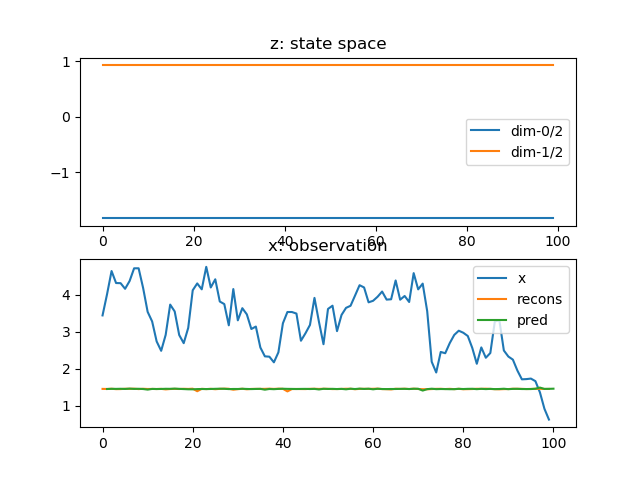 z: state space
1
0
−1
dim-0/2
dim-1/2
0 20 40 60 80 100
x: observation
4
3
2
1
x
recons
pred
0 20 40 60 80 100